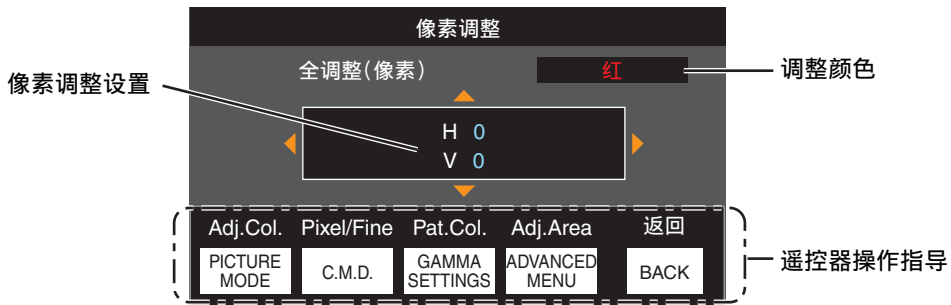 像素调整
全调整(像素)
红
调整颜色
像素调整设置
H 0
V 0
Adj.Col. Pixel/Fine Pat.Col. Adj.Area 返回
PICTURE MODE
C.M.D.
GAMMA SETTINGS
ADVANCED MENU
BACK
遥控器操作指导